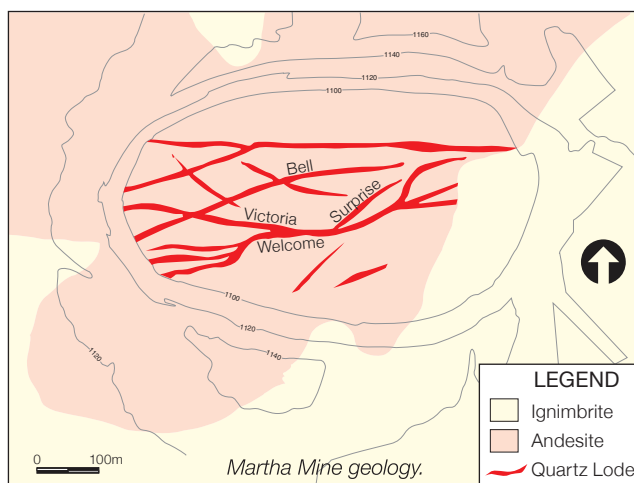 1160
1140
1120
1100
Bell
Surprise
Victoria
Welcome
1100
1120
1140
1120
LEGEND
Ignimbrite
Andesite
Quartz Lode
0 100m
Martha Mine geology.